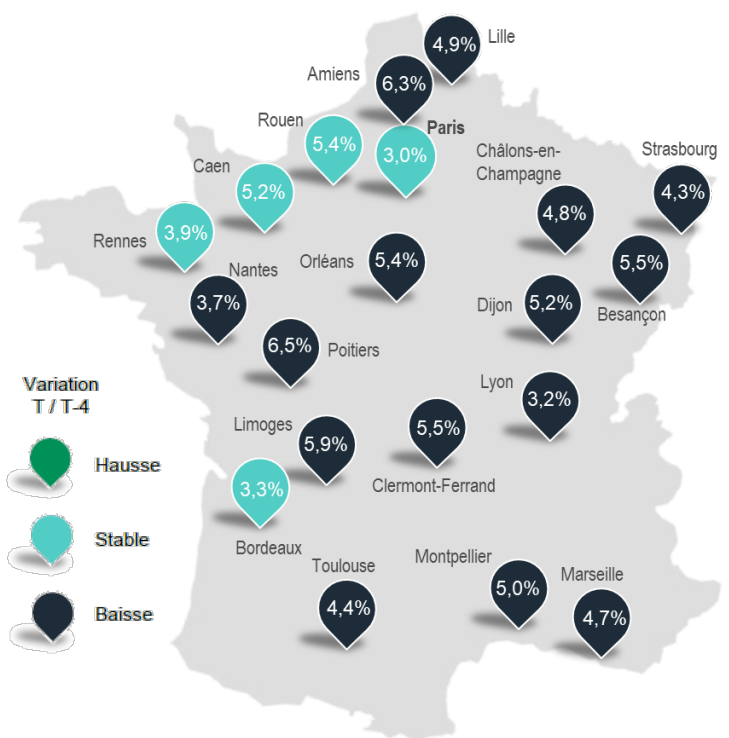 Lille
4,9%
Amiens
6,3%
Rouen
5,4%
Paris
3,0%
Châlons-en-
Champagne
4,8%
Strasbourg
4,3%
Caen
5,2%
Rennes
3,9%
Nantes
3,7%
Orléans
5,4%
Dijon
5,2%
5,5%
Besançon
6,5%
Poitiers
Lyon
3,2%
Variation
T / T-4
Hausse
Stable
Baisse
Limoges
5,9%
5,5%
Clermont-Ferrand
3,3%
Bordeaux
Toulouse
4,4%
Montpellier
5,0%
Marseille
4,7%